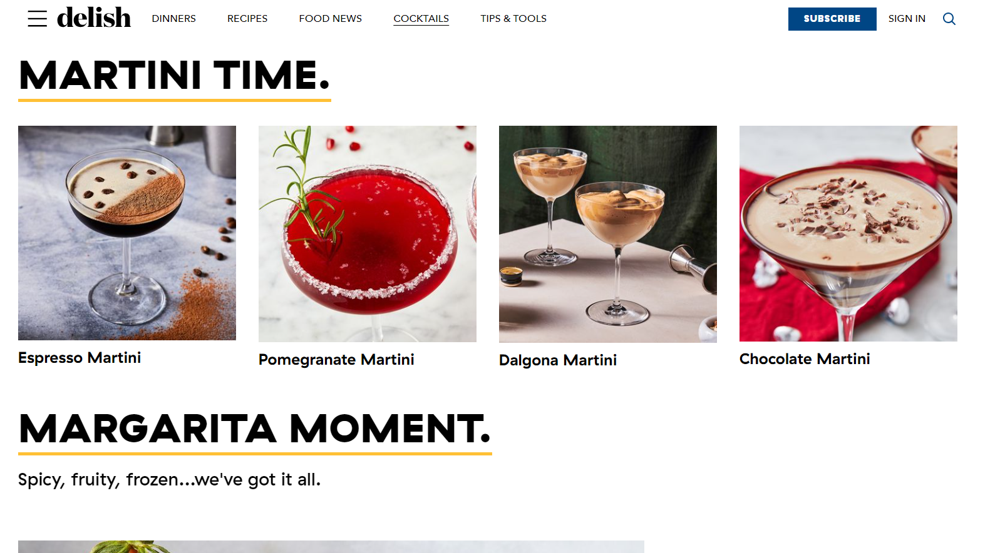 delish
DINNERS
RECIPES
FOOD NEWS
COCKTAILS
TIPS & TOOLS
SUBSCRIBE
SIGN IN
MARTINI TIME.
Espresso Martini
Pomegranate Martini
Dalgona Martini
Chocolate Martini
MARGARITA MOMENT.
Spicy, fruity, frozen...we've got it all.